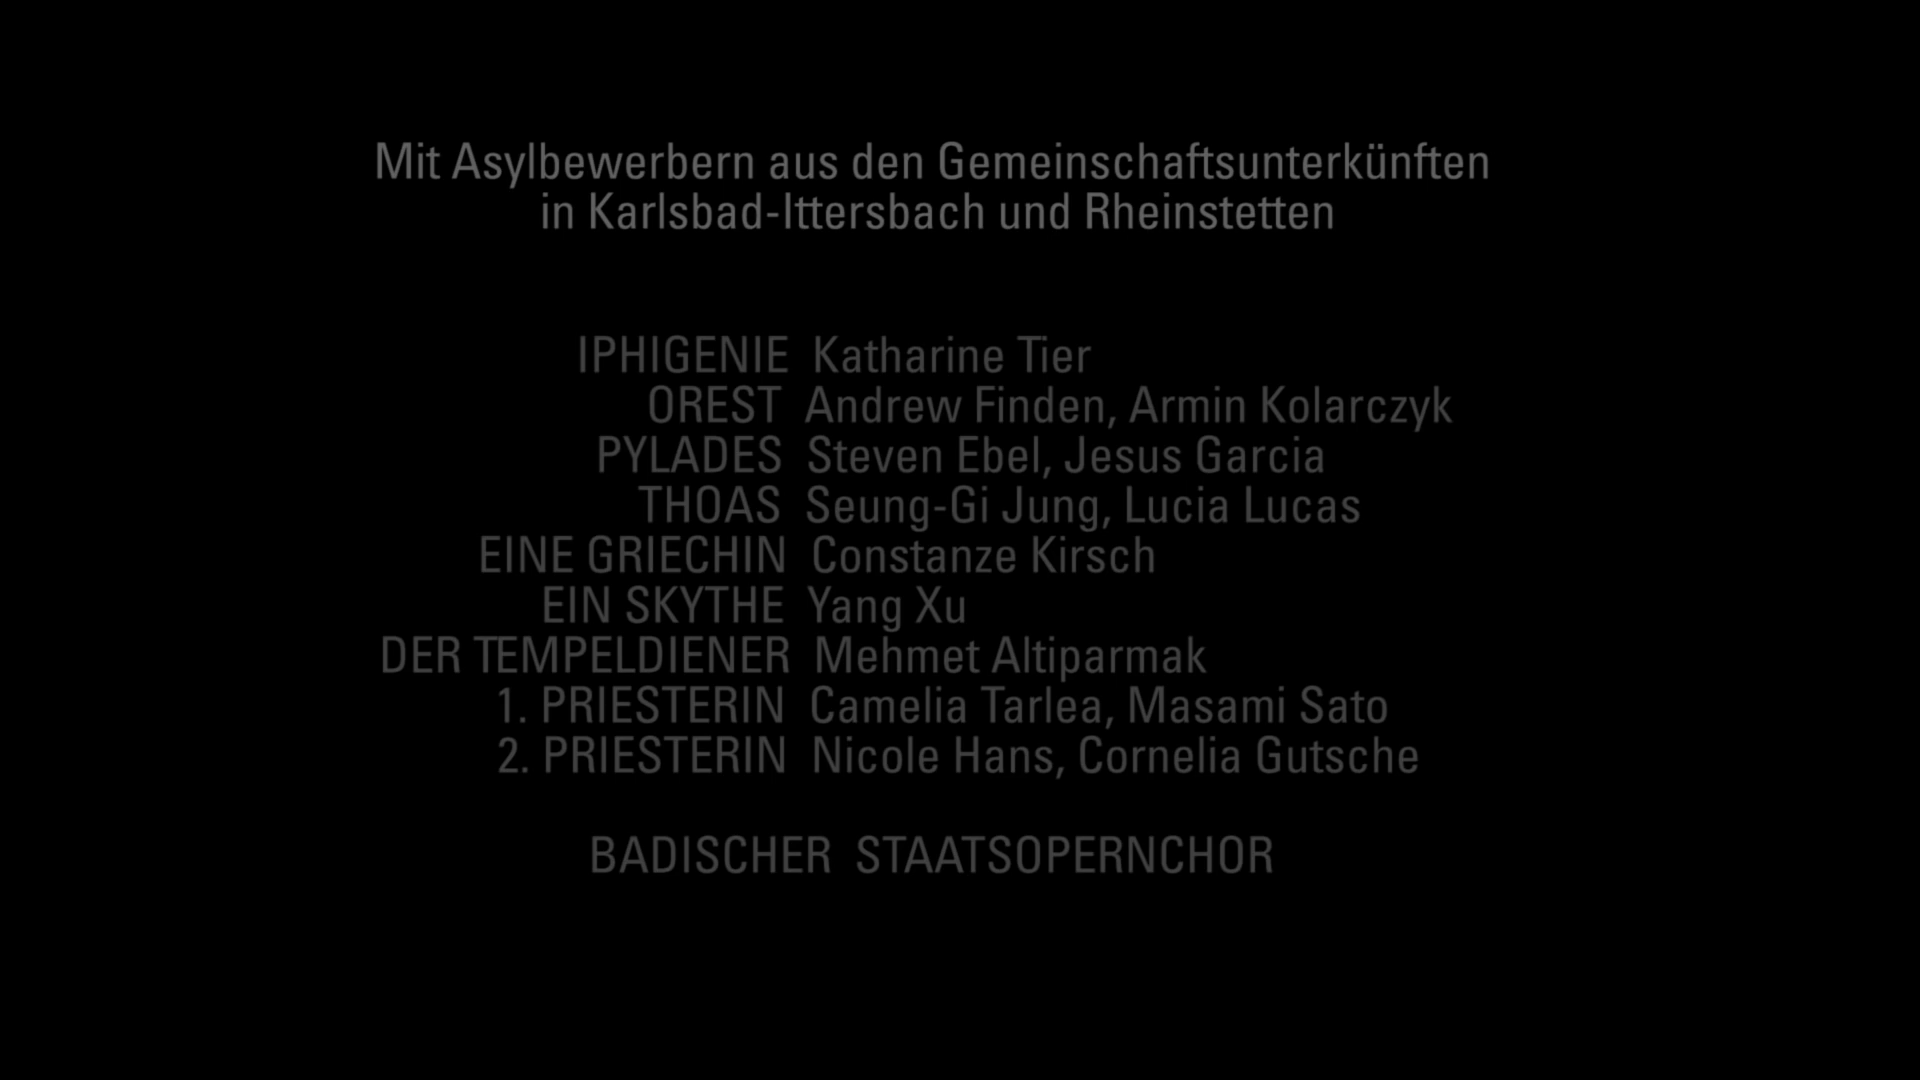 Mit Asylbewerbern aus den Gemeinschaftsunterkünften
in Karlsbad-Ittersbach und Rheinstetten
IPHIGENIE Katharine Tier
OREST Andrew Finden, Armin Kolarczyk
PYLADES Steven Ebel, Jesus Garcia
THOAS Seung-Gi Jung, Lucia Lucas
EINE GRIECHIN Constanze Kirsch
EIN SKYTHE Yang Xu
DER TEMPELDIENER Mehmet Altiparmak
1. PRIESTERIN Camelia Tarlea, Masami Sato
2. PRIESTERIN Nicole Hans, Cornelia Gutsche
BADISCHER STAATSOPERNCHOR